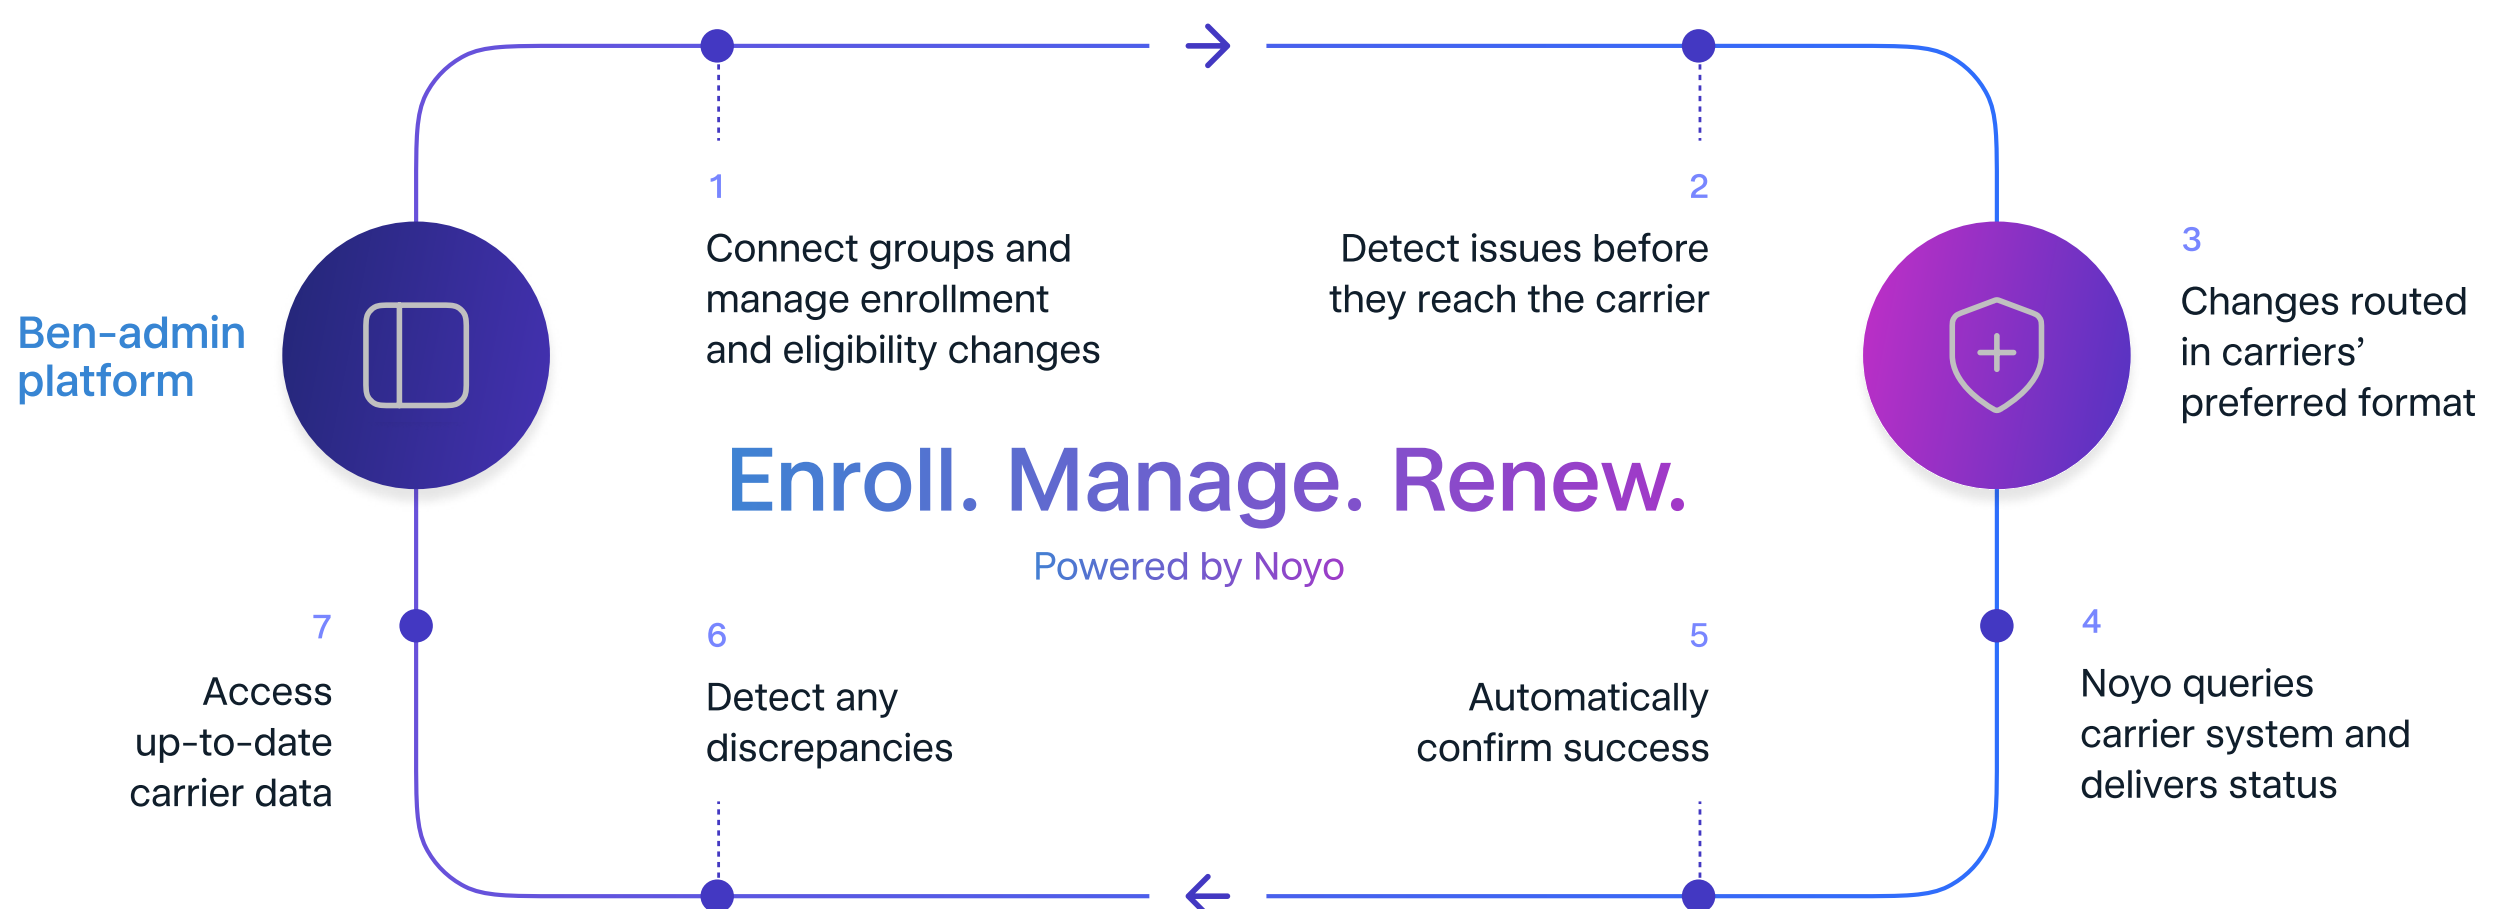 Ben-admin
platform
1
Connect groups and
manage enrollment
and eligibility changes
2
Detect issues before
they reach the carrier
3
Changes routed
in carriers’
preferred format
Enroll. Manage. Renew.
Powered by Noyo
4
Noyo queries
carrier systems and
delivers status
5
Automatically
confirm success
6
Detect any
discrepancies
7
Access
up-to-date
carrier data